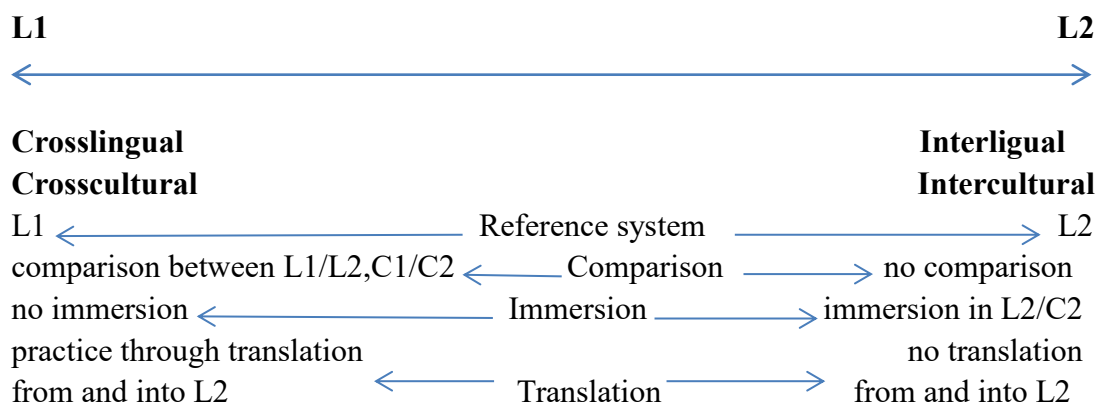 L1 L2
Crosslingual Interligual
Crosscultural Intercultural
L1 Reference system L2
comparison between L1/L2,C1/C2 Comparison no comparison
no immersion Immersion immersion in L2/C2
practice through translation no translation
from and into L2 Translation from and into L2